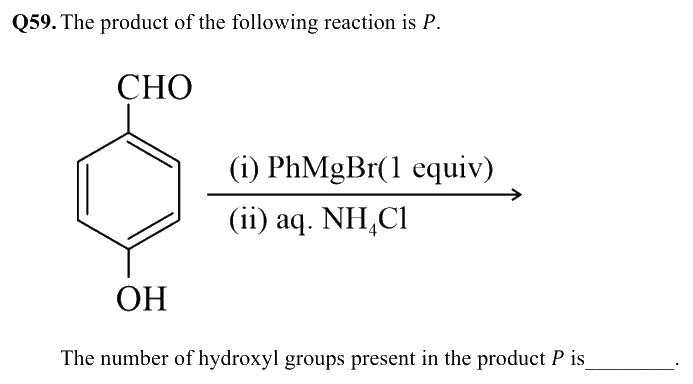 Q59. The product of the following reaction is P.
CHO
(i) PhMgBr(1 equiv)
(ii) aq. NH₄Cl
OH
The number of hydroxyl groups present in the product P is________.